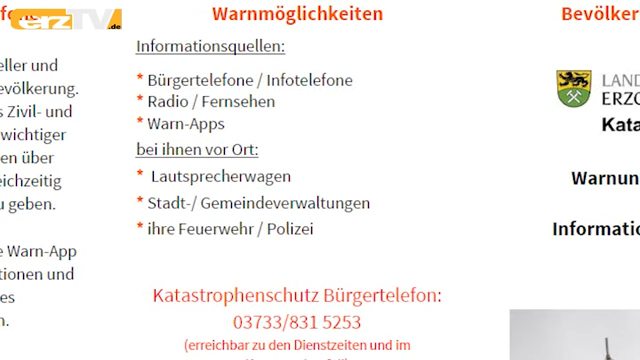 erzTV
.de
Warnmöglichkeiten
Informationsquellen:
* Bürgertelefone / Infotelefone
* Radio / Fernsehen
* Warn-Apps
bei ihnen vor Ort:
* Lautsprecherwagen
* Stadt-/ Gemeindeverwaltungen
* ihre Feuerwehr / Polizei
Katastrophenschutz Bürgertelefon:
03733/831 5253
(erreichbar zu den Dienstzeiten und im
eller und
evölkerung.
s Zivil- und
wichtiger
en über
eichzeitig
u geben.
e Warn-App
tionen und
es
n.
Bevölker
LAND
ERZG
Kata
Warnun
Informatio